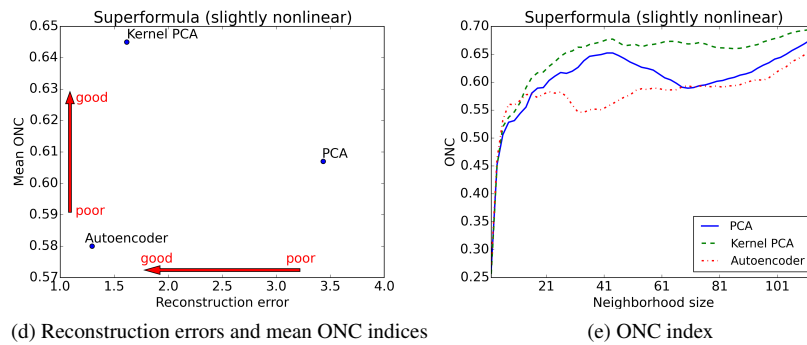 Superformula (slightly nonlinear)
0.65
0.64
0.63
0.62
0.61
0.60
0.59
0.58
0.57
Mean ONC
Kernel PCA
good
PCA
poor
Autoencoder
good
poor
1.0 1.5 2.0 2.5 3.0 3.5 4.0
Reconstruction error
(d) Reconstruction errors and mean ONC indices
Superformula (slightly nonlinear)
0.70
0.65
0.60
0.55
0.50
0.45
0.40
0.35
0.30
0.25
ONC
PCA
Kernel PCA
Autoencoder
21 41 61 81 101
Neighborhood size
(e) ONC index